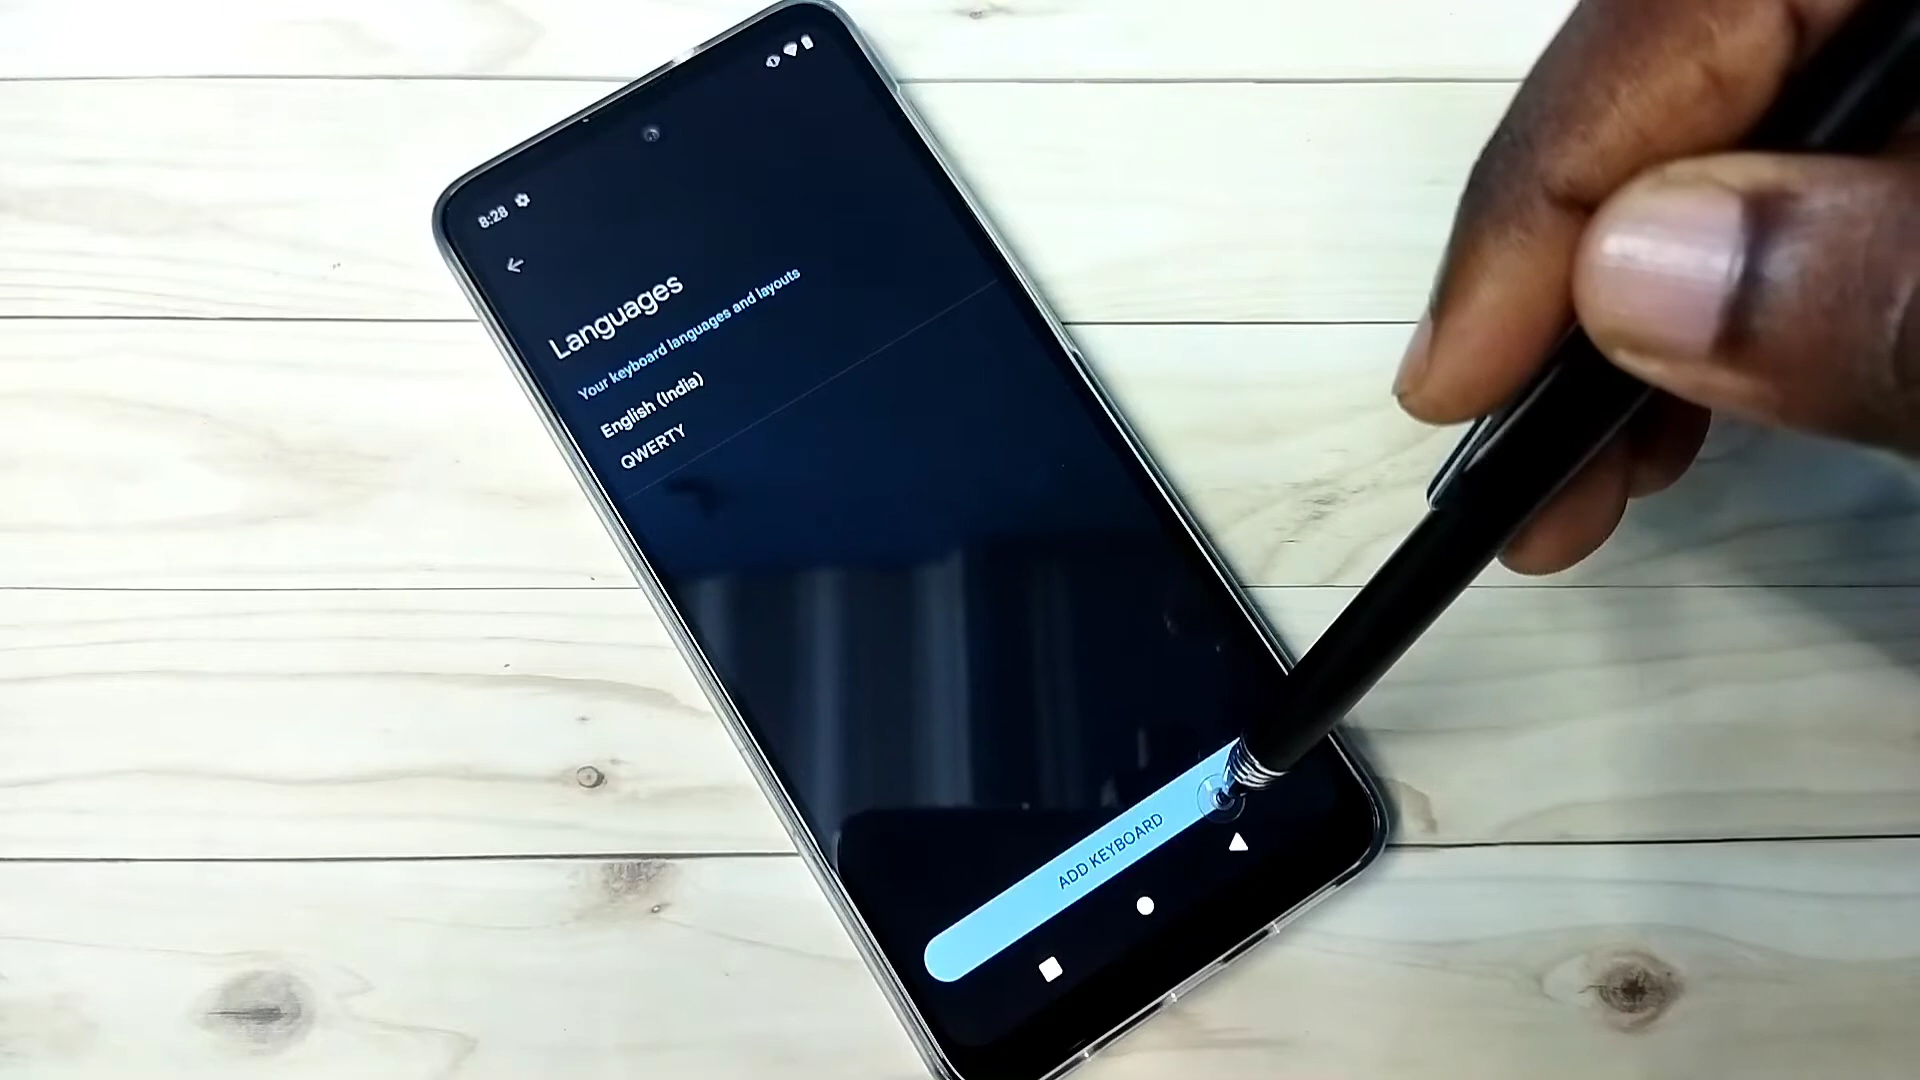 8:28
Languages
Your keyboard languages and layouts
English (India)
QWERTY
ADD KEYBOARD